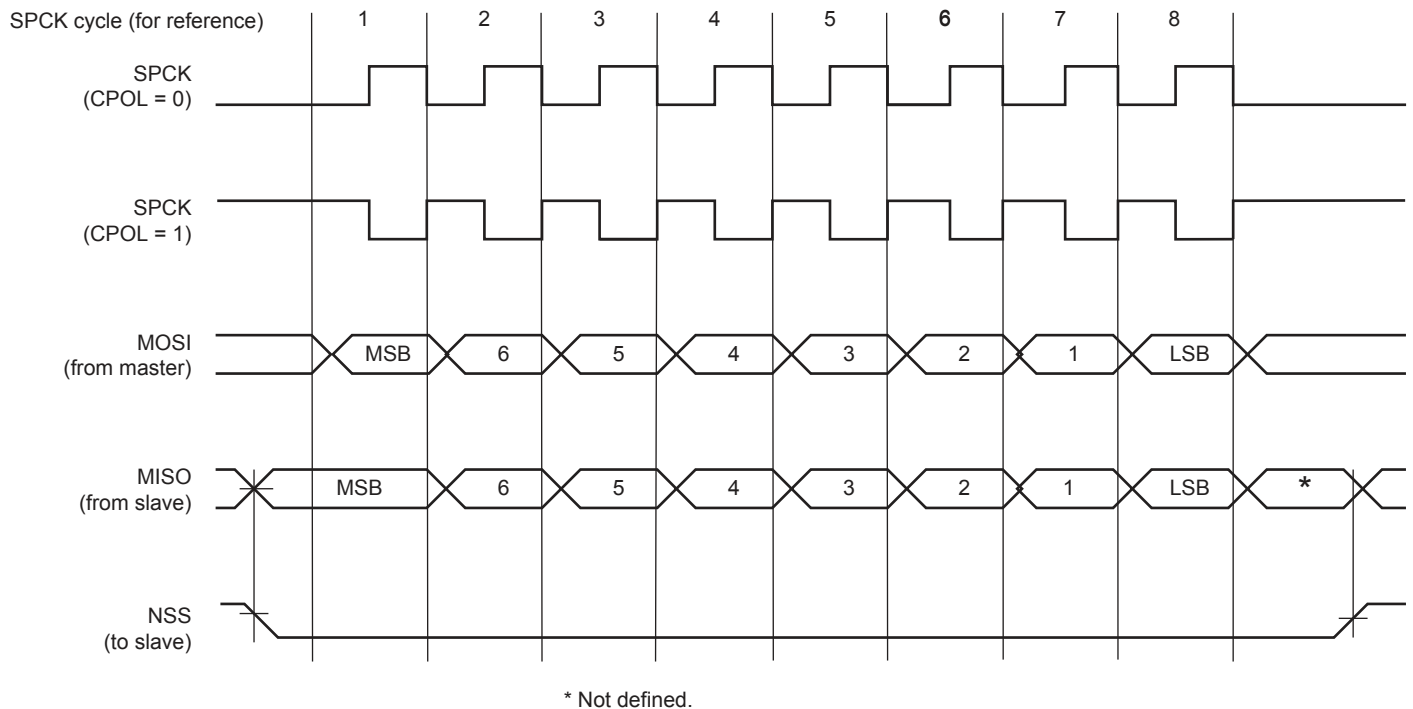 SPCK cycle (for reference) 1 2 3 4 5 6 7 8
SPCK
(CPOL = 0)
SPCK
(CPOL = 1)
MOSI
(from master)
MSB 6 5 4 3 2 1 LSB
MISO
(from slave)
MSB 6 5 4 3 2 1 LSB *
NSS
(to slave)
* Not defined.